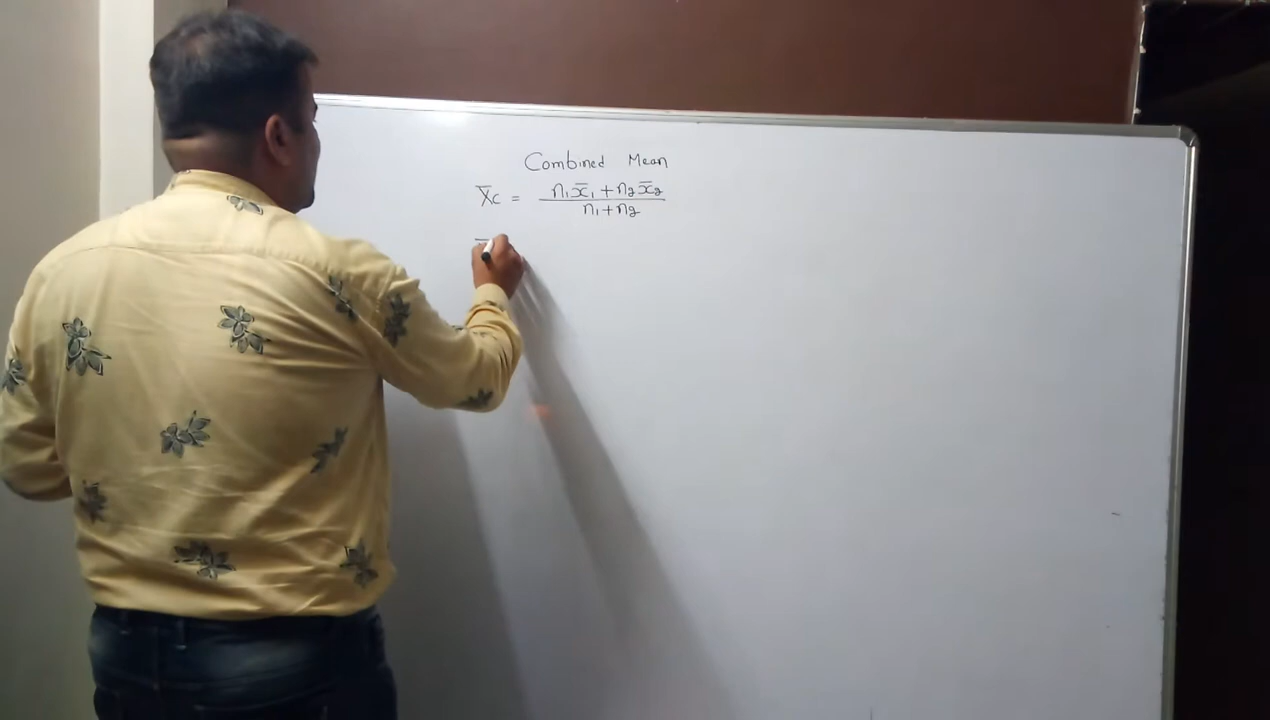 Combined Mean
X̄c = n₁x̄₁ + n₂x̄₂ / n₁ + n₂